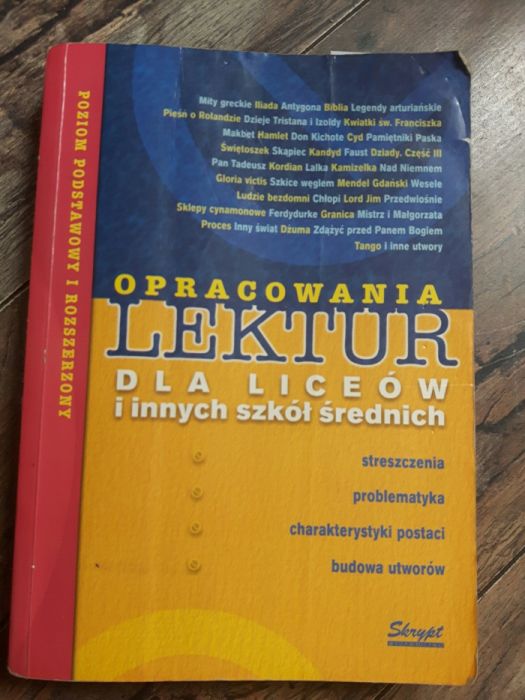 POZIOM PODSTAWOWY I ROZSZERZONY
Mity greckie Iliada Antygona Biblia Legendy arturiańskie
Pieśń o Rolandzie Dzieje Tristana i Izoldy Kwiatki św. Franciszka
Makbet Hamlet Don Kichote Cyd Pamiętniki Paska
Świętoszek Skąpiec Kandyd Faust Dziady. Część III
Pan Tadeusz Kordian Lalka Kamizelka Nad Niemnem
Gloria victis Szkice węglem Mendel Gdański Wesele
Ludzie bezdomni Chłopi Lord Jim Przedwiośnie
Sklepy cynamonowe Ferdydurke Granica Mistrz i Małgorzata
Proces Inny świat Dżuma Zdążyć przed Panem Bogiem
Tango i inne utwory
OPRACOWANIA
LEKTUR
DLA LICEÓW
i innych szkół średnich
streszczenia
problematyka
charakterystyki postaci
budowa utworów
Skrypt
WYDAWNICTWO